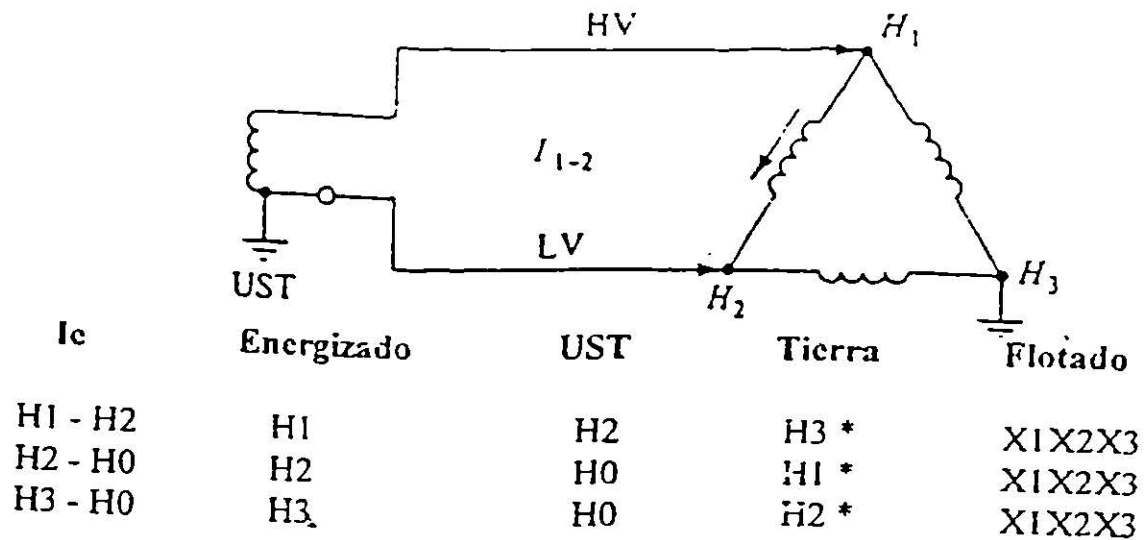 HV
H1
I1-2
LV
UST
H2
H3
Ie Energizado UST Tierra Flotado
H1 - H2 H1 H2 H3 * X1X2X3
H2 - H0 H2 H0 H1 * X1X2X3
H3 - H0 H3 H0 H2 * X1X2X3